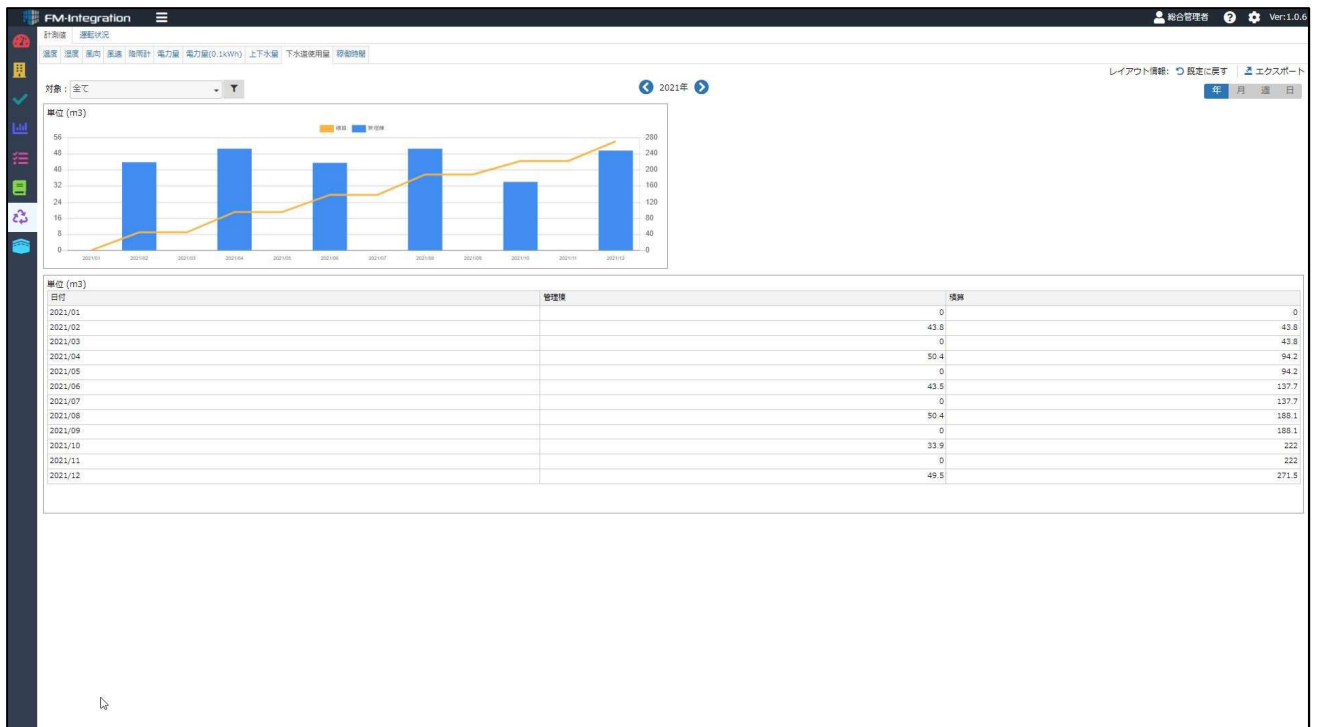 FM-Integration 総合管理者 Ver:1.0.6
計測値 運転状況
温度 湿度 風向 風速 降雨計 電力量 電力量(0.1kWh) 上下水量 下水道使用量 稼働時間
レイアウト情報: 既定に戻す エクスポート
対象: 全て 2021年 年 月 週 日
単位 (m3)
積算 管理棟
56 280
48 240
40 200
32 160
24 120
16 80
8 40
0 0
2021/01 2021/02 2021/03 2021/04 2021/05 2021/06 2021/07 2021/08 2021/09 2021/10 2021/11 2021/12
単位 (m3)
日付 管理棟 積算
2021/01 0 0
2021/02 43.8 43.8
2021/03 0 43.8
2021/04 50.4 94.2
2021/05 0 94.2
2021/06 43.5 137.7
2021/07 0 137.7
2021/08 50.4 188.1
2021/09 0 188.1
2021/10 33.9 222
2021/11 0 222
2021/12 49.5 271.5